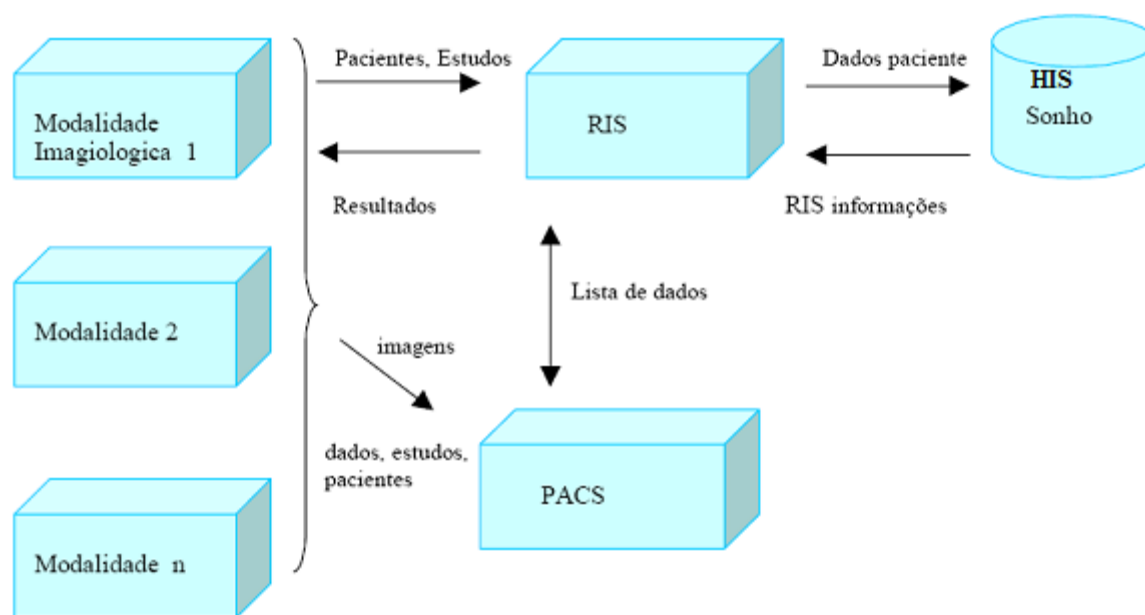 Pacientes, Estudos
Dados paciente
HIS
Sonho
Modalidade
Imagiologica 1
RIS
Resultados
RIS informações
Lista de dados
Modalidade 2
imagens
dados, estudos,
pacientes
PACS
Modalidade n